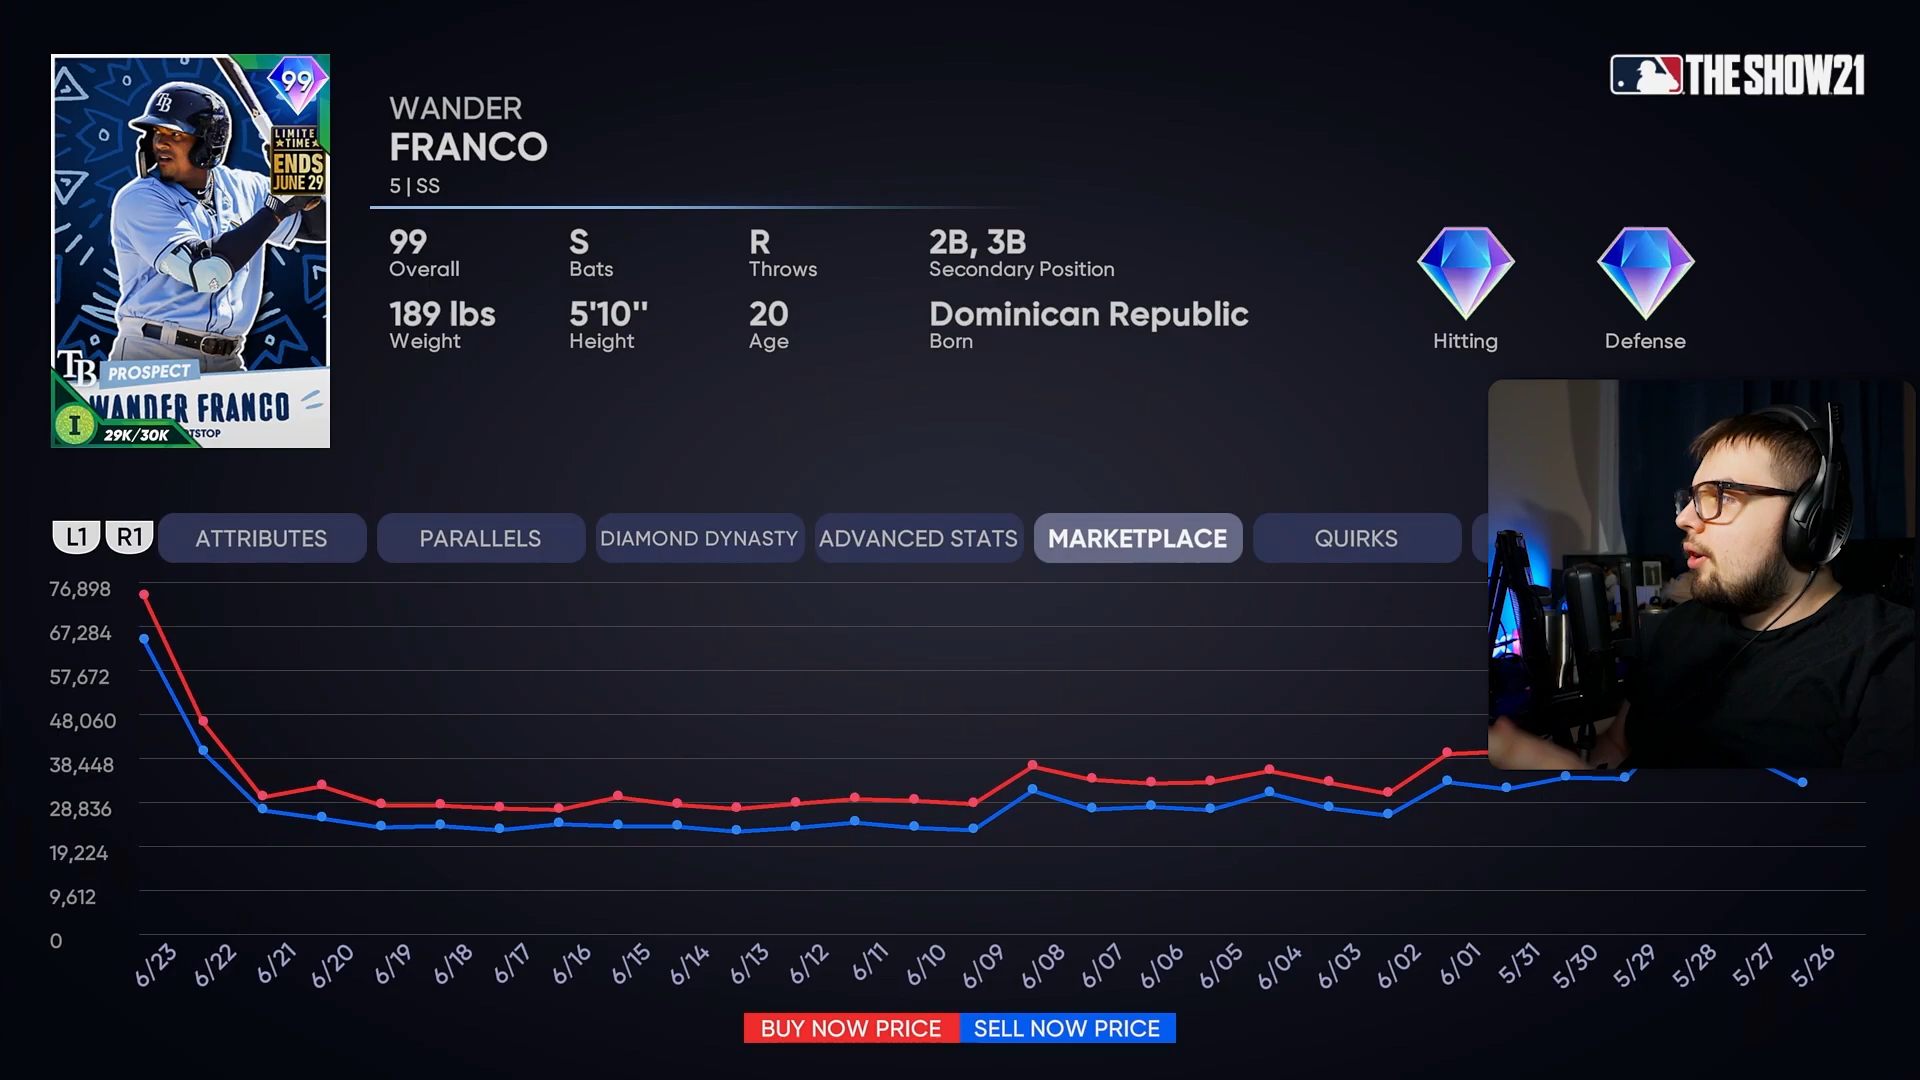 99
LIMITE
TIME
ENDS
JUNE 29
TB
TB
PROSPECT
WANDER FRANCO
TSTOP
I
29K/30K
WANDER
FRANCO
5 | SS
99
Overall
S
Bats
R
Throws
2B, 3B
Secondary Position
189 lbs
Weight
5'10"
Height
20
Age
Dominican Republic
Born
THE SHOW.21
Hitting
Defense
L1
R1
ATTRIBUTES
PARALLELS
DIAMOND DYNASTY
ADVANCED STATS
MARKETPLACE
QUIRKS
76,898
67,284
57,672
48,060
38,448
28,836
19,224
9,612
0
6/23
6/22
6/21
6/20
6/19
6/18
6/17
6/16
6/15
6/14
6/13
6/12
6/11
6/10
6/09
6/08
6/07
6/06
6/05
6/04
6/03
6/02
6/01
5/31
5/30
5/29
5/28
5/27
5/26
BUY NOW PRICE
SELL NOW PRICE